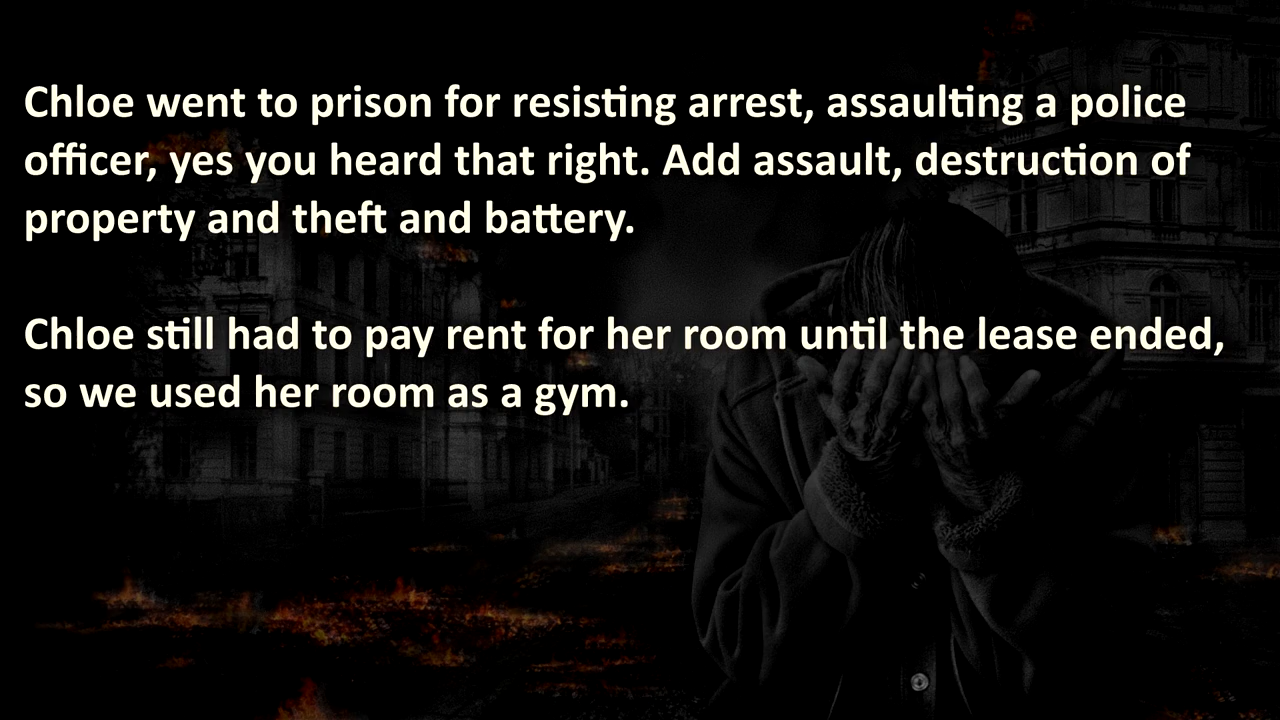 Chloe went to prison for resisting arrest, assaulting a police
officer, yes you heard that right. Add assault, destruction of
property and theft and battery.
Chloe still had to pay rent for her room until the lease ended,
so we used her room as a gym.